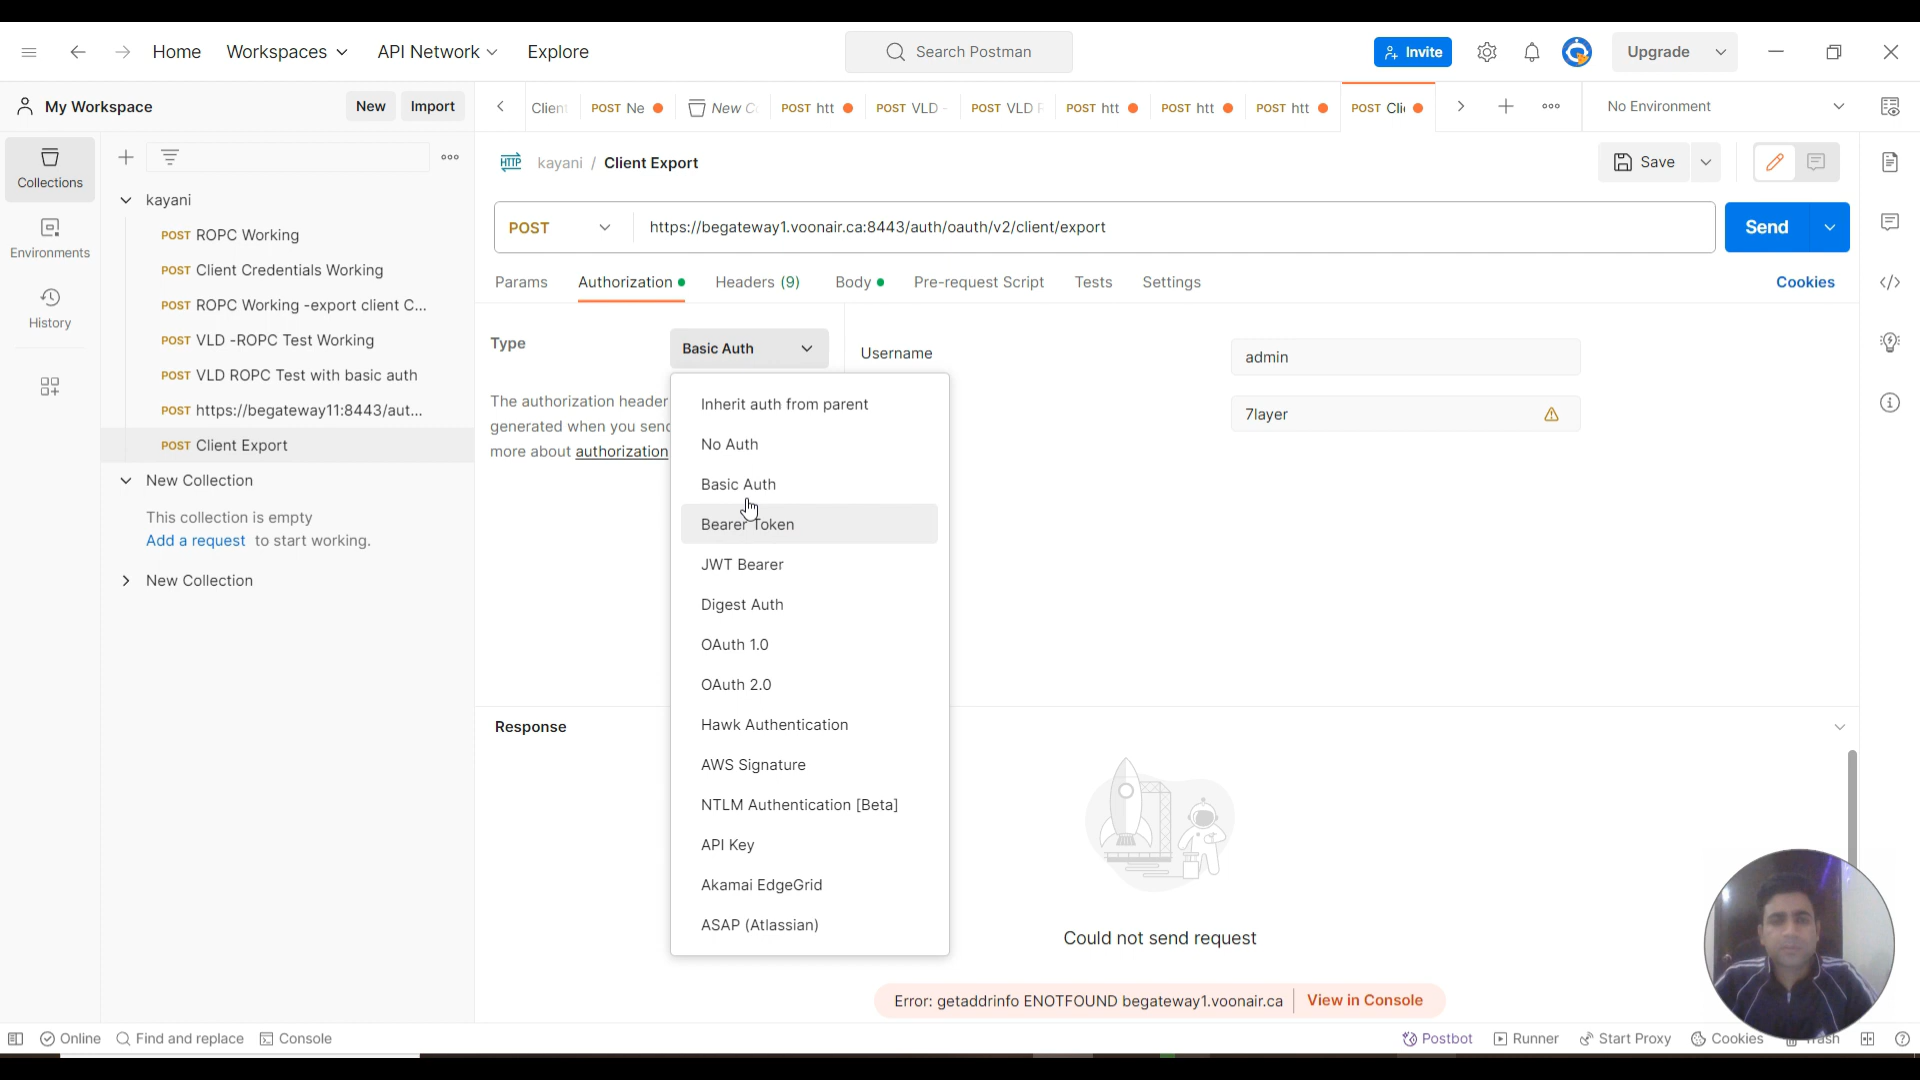 Home
Workspaces
API Network
Explore
Search Postman
Invite
Upgrade
My Workspace
New
Import
Client
POST Ne
New C
POST htt
POST VLD -
POST VLD
POST htt
POST htt
POST htt
POST Cli
No Environment
Collections
Environments
History
kayani
POST ROPC Working
POST Client Credentials Working
POST ROPC Working -export client C...
POST VLD -ROPC Test Working
POST VLD ROPC Test with basic auth
POST https://begateway11:8443/aut...
POST Client Export
New Collection
This collection is empty
Add a request to start working.
New Collection
HTTP kayani / Client Export
Save
POST
https://begateway1.voonair.ca:8443/auth/oauth/v2/client/export
Send
Params
Authorization
Headers (9)
Body
Pre-request Script
Tests
Settings
Cookies
Type
Basic Auth
The authorization header
generated when you send
more about authorization
Inherit auth from parent
No Auth
Basic Auth
Bearer Token
JWT Bearer
Digest Auth
OAuth 1.0
OAuth 2.0
Hawk Authentication
AWS Signature
NTLM Authentication [Beta]
API Key
Akamai EdgeGrid
ASAP (Atlassian)
Username
admin
7layer
Response
Could not send request
Error: getaddrinfo ENOTFOUND begateway1.voonair.ca
View in Console
Online
Find and replace
Console
Postbot
Runner
Start Proxy
Cookies
Trash